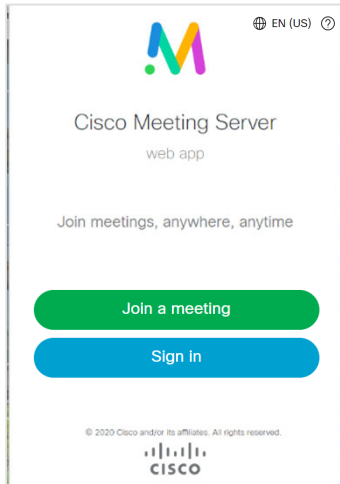 EN (US)
Cisco Meeting Server
web app
Join meetings, anywhere, anytime
Join a meeting
Sign in
© 2020 Cisco and/or its affiliates. All rights reserved.
CISCO